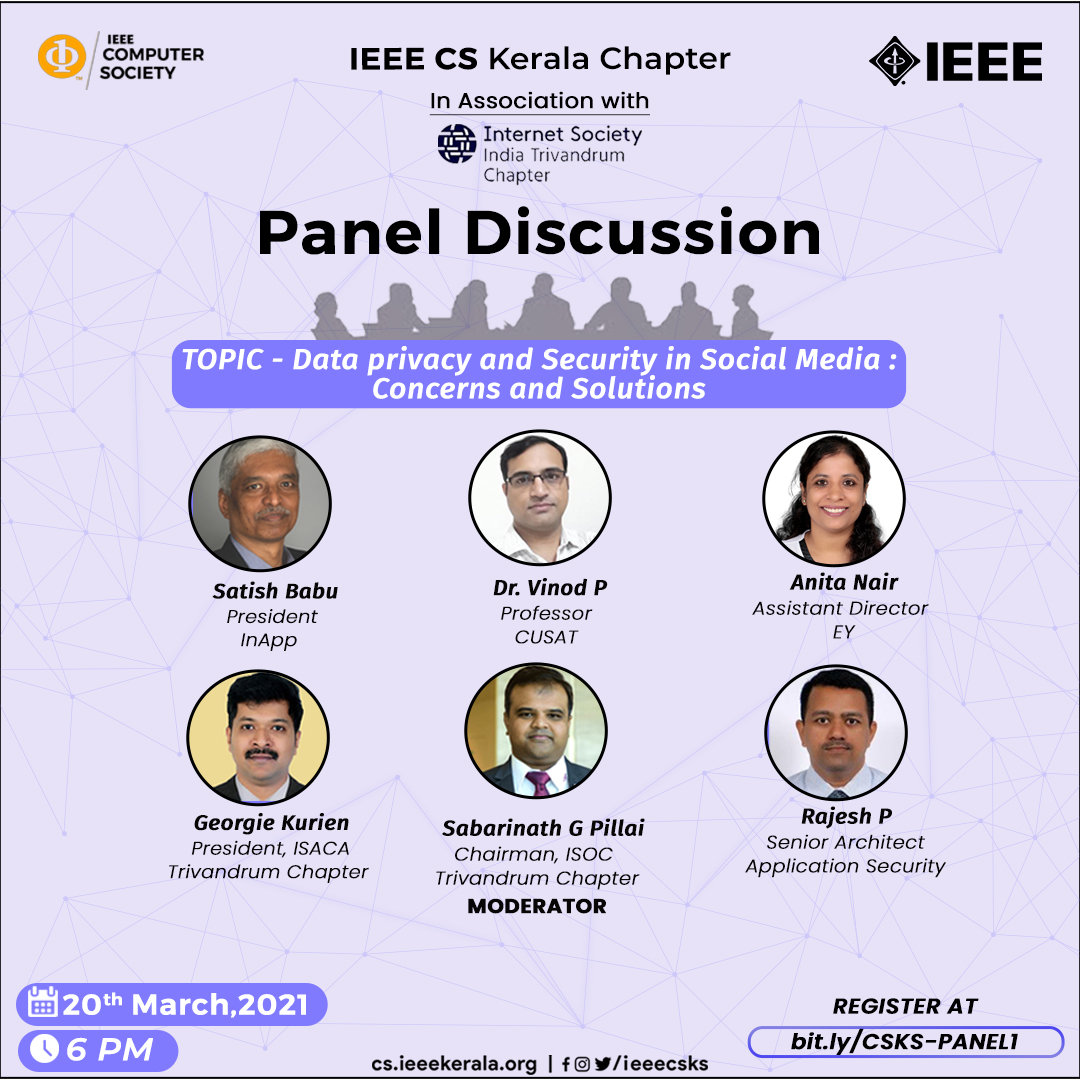 IEEE
COMPUTER
SOCIETY
TM
IEEE CS Kerala Chapter
IEEE
In Association with
Internet Society
India Trivandrum
Chapter
Panel Discussion
TOPIC - Data privacy and Security in Social Media :
Concerns and Solutions
Satish Babu
President
InApp
Dr. Vinod P
Professor
CUSAT
Anita Nair
Assistant Director
EY
Georgie Kurien
President, ISACA
Trivandrum Chapter
Sabarinath G Pillai
Chairman, ISOC
Trivandrum Chapter
MODERATOR
Rajesh P
Senior Architect
Application Security
20th March,2021
6 PM
REGISTER AT
bit.ly/CSKS-PANEL1
cs.ieeekerala.org | /ieeecsks